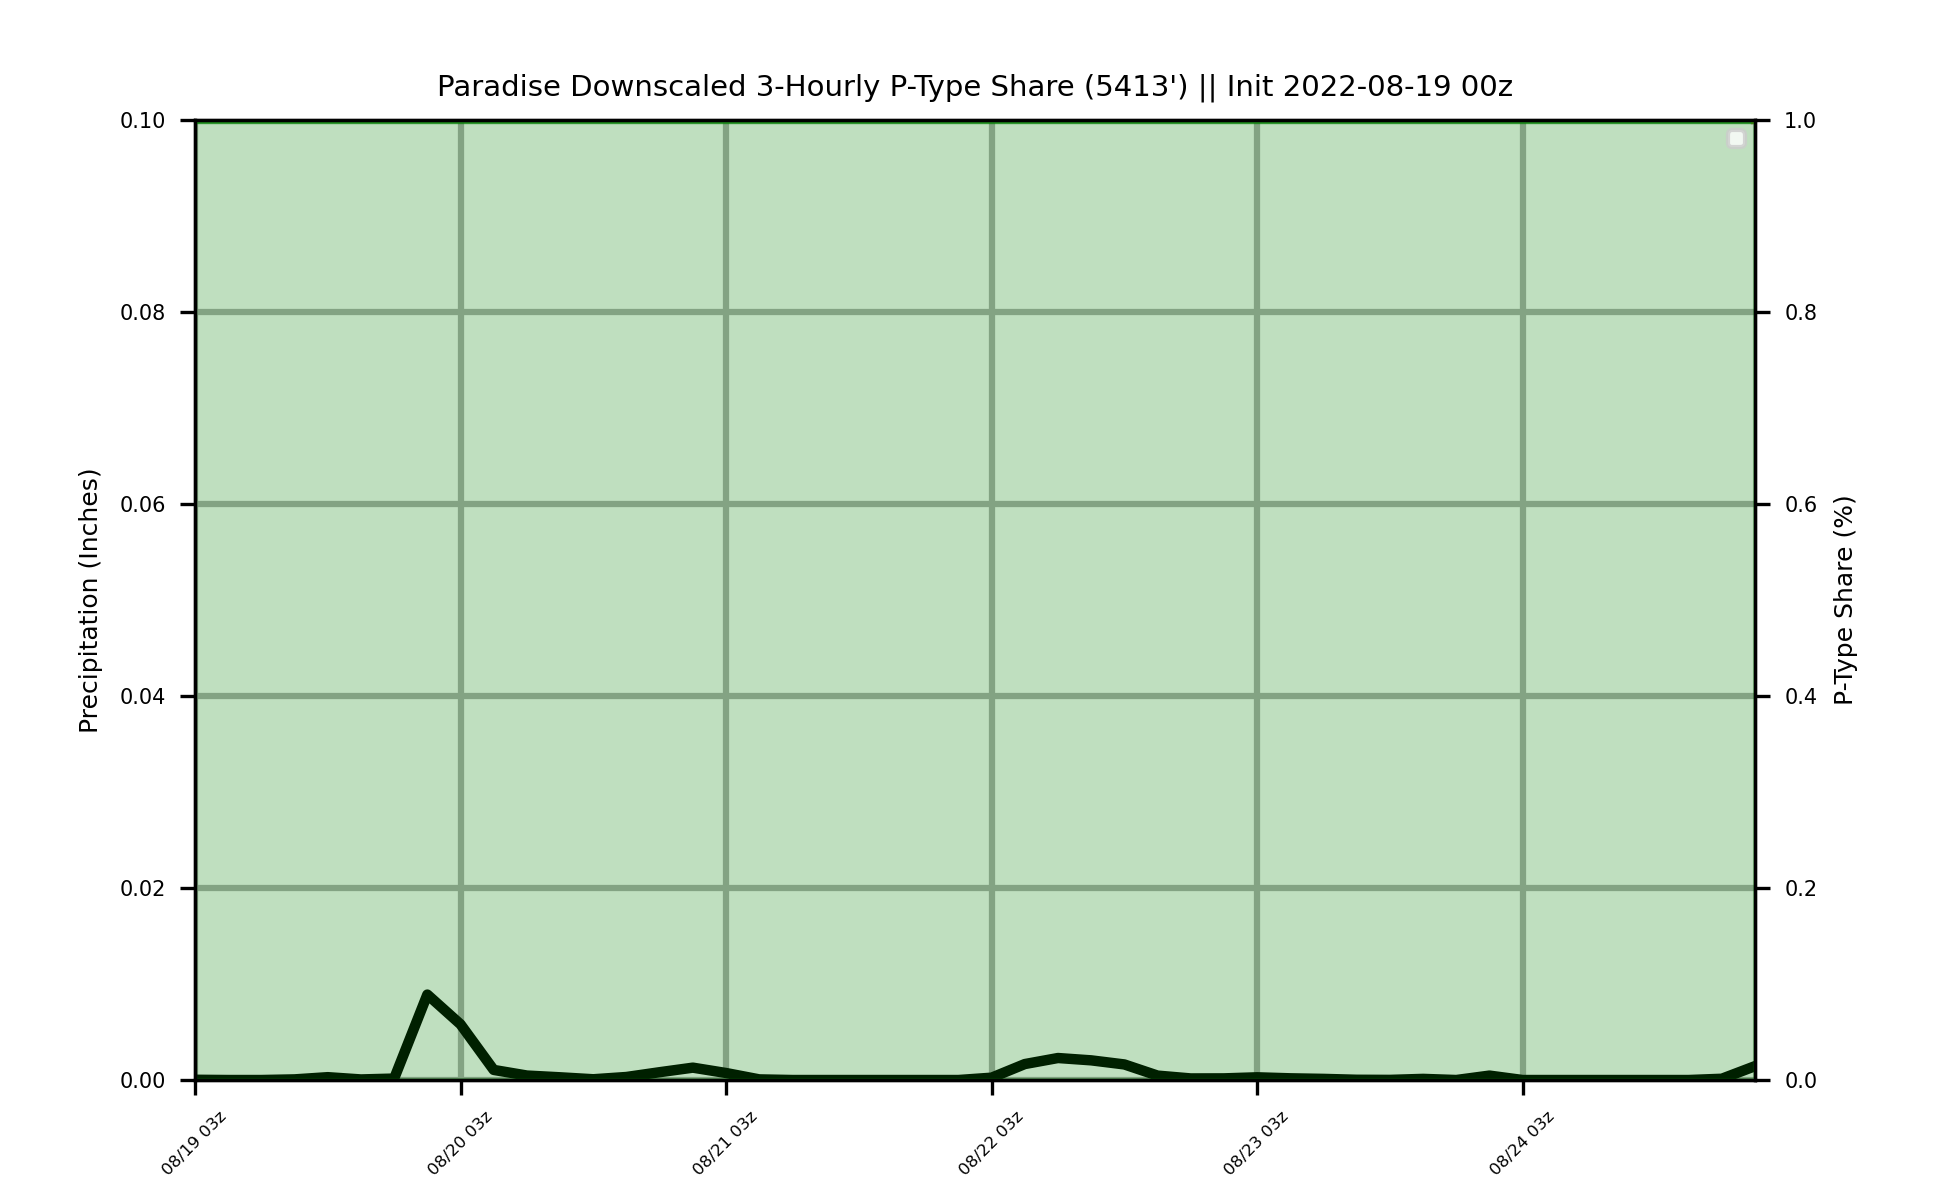 Paradise Downscaled 3-Hourly P-Type Share (5413') || Init 2022-08-19 00z
0.10
0.08
0.06
0.04
0.02
0.00
Precipitation (Inches)
1.0
0.8
0.6
0.4
0.2
0.0
P-Type Share (%)
08/19 03z
08/20 03z
08/21 03z
08/22 03z
08/23 03z
08/24 03z